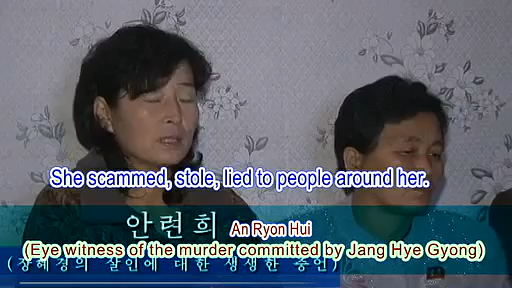 She scammed, stole, lied to people around her.
안련희 An Ryon Hui
(Eye witness of the murder committed by Jang Hye Gyong)
(장혜경의 살인에 대한 생생한 증언)